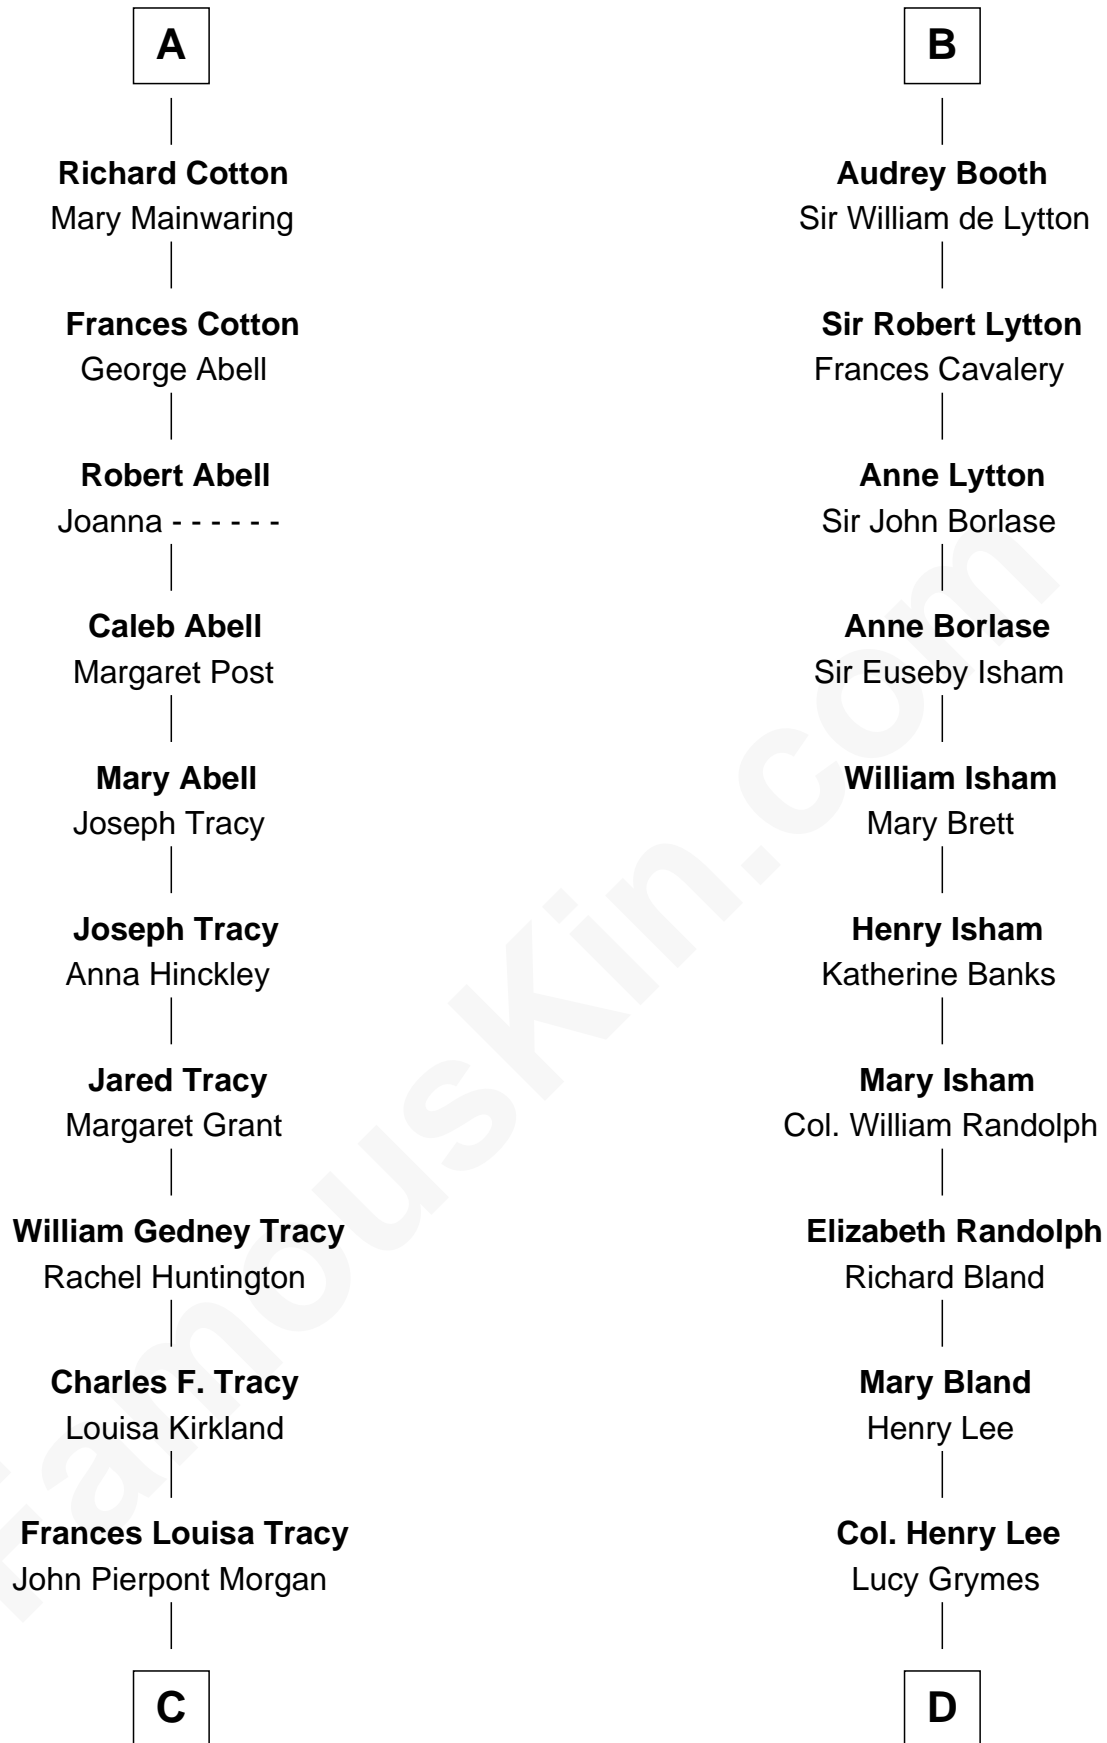 A
Richard Cotton
Mary Mainwaring
Frances Cotton
George Abell
Robert Abell
Joanna - - - - - -
Caleb Abell
Margaret Post
Mary Abell
Joseph Tracy
Joseph Tracy
Anna Hinckley
Jared Tracy
Margaret Grant
William Gedney Tracy
Rachel Huntington
Charles F. Tracy
Louisa Kirkland
Frances Louisa Tracy
John Pierpont Morgan
C
B
Audrey Booth
Sir William de Lytton
Sir Robert Lytton
Frances Cavalery
Anne Lytton
Sir John Borlase
Anne Borlase
Sir Euseby Isham
William Isham
Mary Brett
Henry Isham
Katherine Banks
Mary Isham
Col. William Randolph
Elizabeth Randolph
Richard Bland
Mary Bland
Henry Lee
Col. Henry Lee
Lucy Grymes
D
FamousKin.com